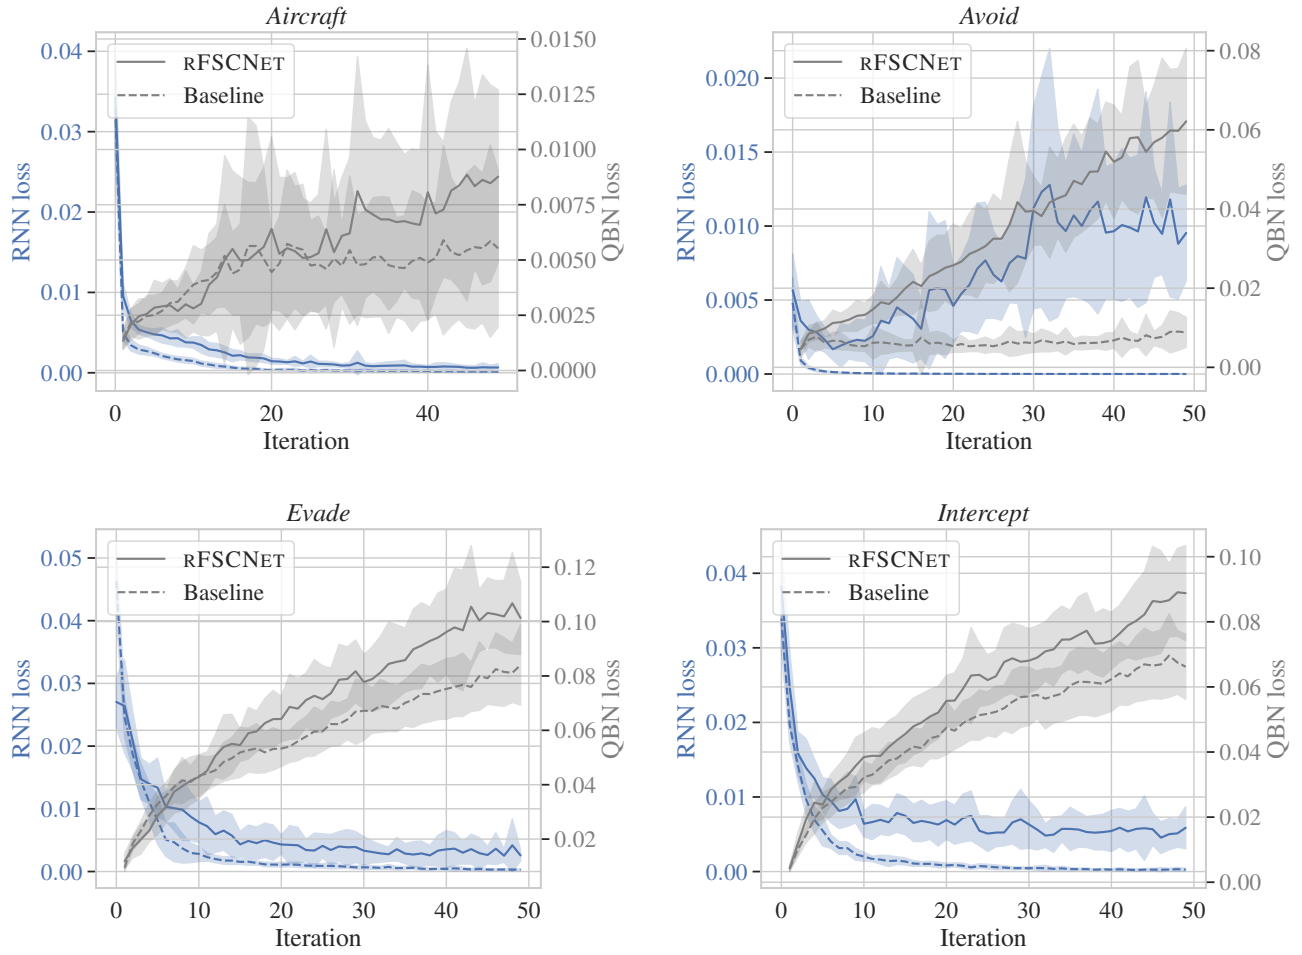 Aircraft
RFSCNET
Baseline
0.04
0.03
0.02
0.01
0.00
RNN loss
0.0150
0.0125
0.0100
0.0075
0.0050
0.0025
0.0000
QBN loss
0
20
40
Iteration
Avoid
RFSCNET
Baseline
0.020
0.015
0.010
0.005
0.000
RNN loss
0.08
0.06
0.04
0.02
0.00
QBN loss
0
10
20
30
40
50
Iteration
Evade
RFSCNET
Baseline
0.05
0.04
0.03
0.02
0.01
0.00
RNN loss
0.12
0.10
0.08
0.06
0.04
0.02
QBN loss
0
10
20
30
40
50
Iteration
Intercept
RFSCNET
Baseline
0.04
0.03
0.02
0.01
0.00
RNN loss
0.10
0.08
0.06
0.04
0.02
0.00
QBN loss
0
10
20
30
40
50
Iteration